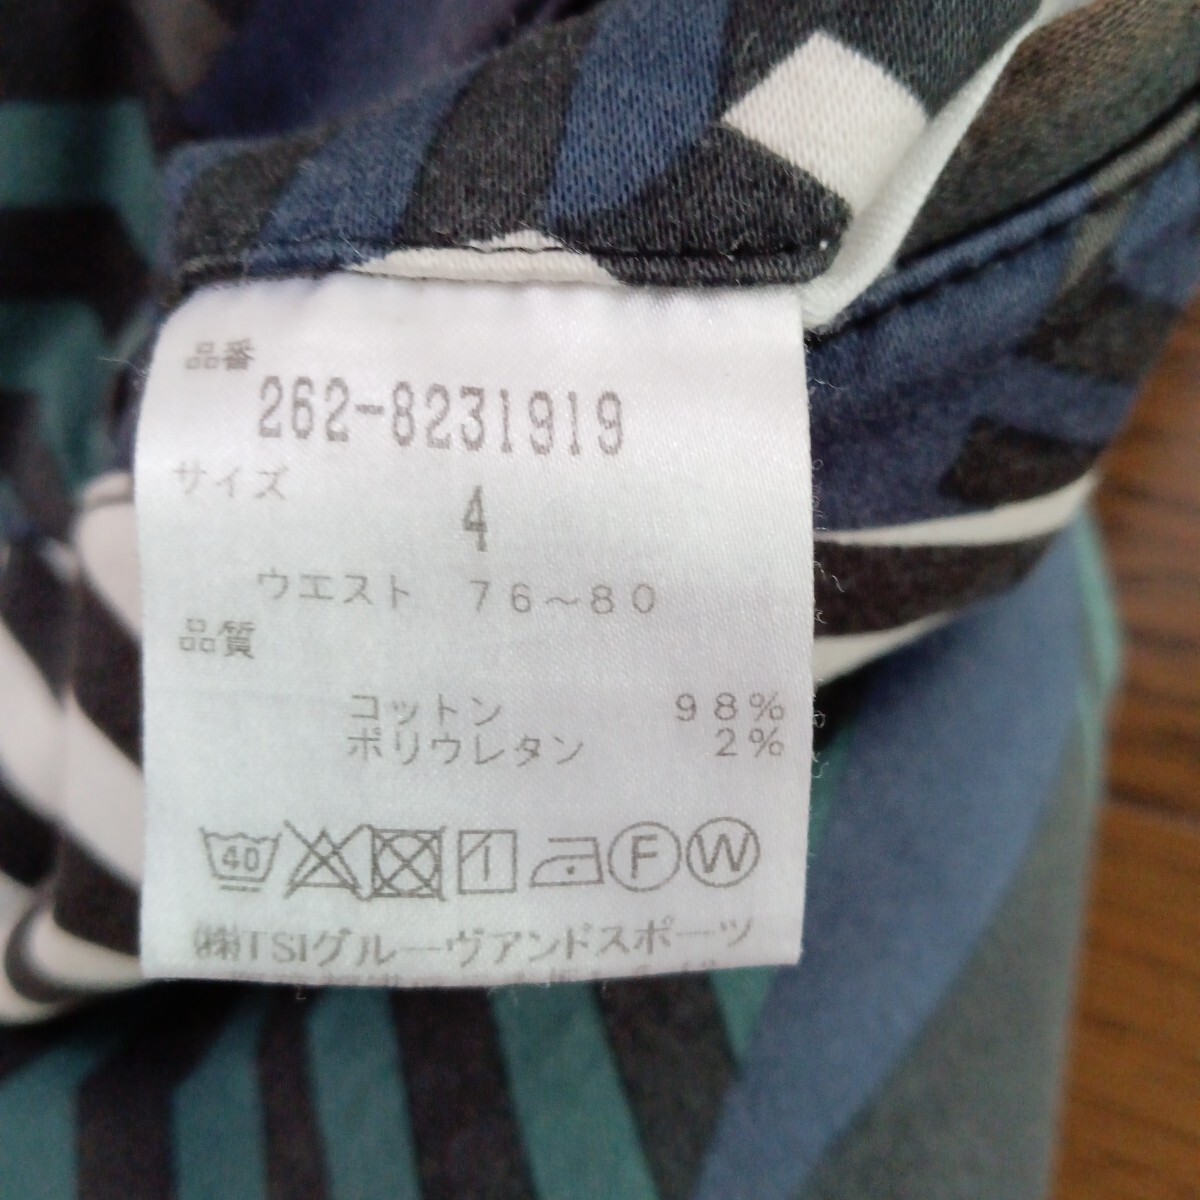 品番
262-8231919
サイズ
4
ウエスト 76～80
品質
コットン 98%
ポリウレタン 2%
40 F W
㈱TSIグルーヴアンドスポーツ